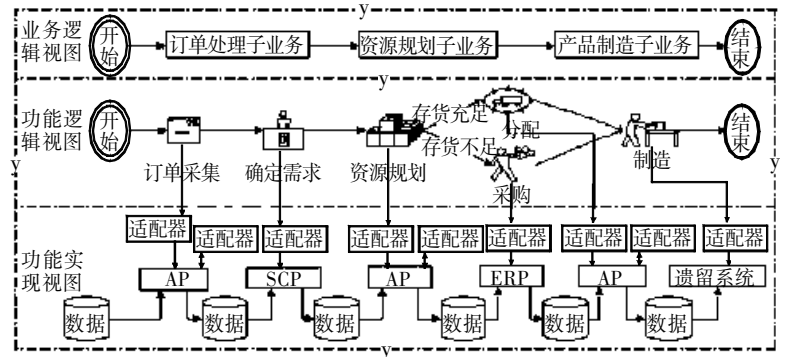 y
业务逻
辑视图
开始
订单处理子业务
资源规划子业务
产品制造子业务
结束
y
功能逻
辑视图
开始
存货充足
分配
存货不足
结束
y
y
订单采集
确定需求
资源规划
采购
制造
功能实
现视图
适配器
适配器
适配器
适配器
适配器
适配器
适配器
适配器
适配器
AP
SCP
AP
ERP
AP
遗留系统
数据
数据
数据
数据
数据
数据
y